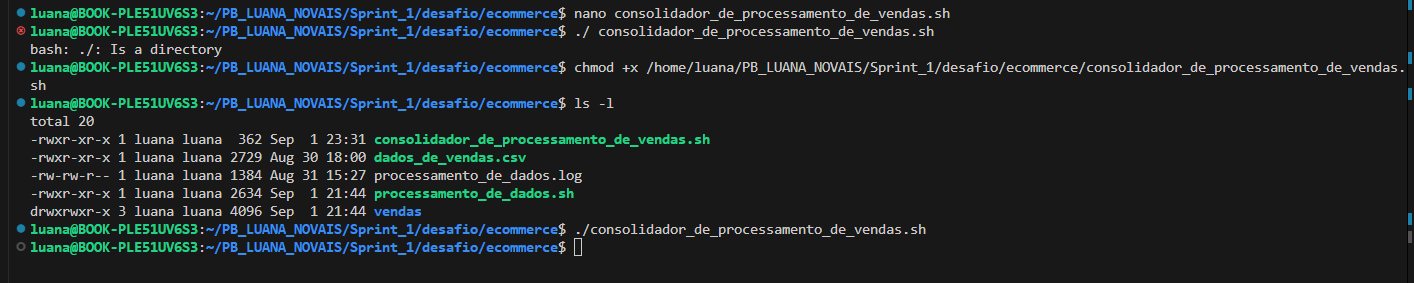 luana@BOOK-PLE51UV6S3:~/PB_LUANA_NOVAIS/Sprint_1/desafio/ecommerce$ nano consolidador_de_processamento_de_vendas.sh
luana@BOOK-PLE51UV6S3:~/PB_LUANA_NOVAIS/Sprint_1/desafio/ecommerce$ ./ consolidador_de_processamento_de_vendas.sh
bash: ./: Is a directory
luana@BOOK-PLE51UV6S3:~/PB_LUANA_NOVAIS/Sprint_1/desafio/ecommerce$ chmod +x /home/luana/PB_LUANA_NOVAIS/Sprint_1/desafio/ecommerce/consolidador_de_processamento_de_vendas.
sh
luana@BOOK-PLE51UV6S3:~/PB_LUANA_NOVAIS/Sprint_1/desafio/ecommerce$ ls -l
total 20
-rwxr-xr-x 1 luana luana  362 Sep  1 23:31 consolidador_de_processamento_de_vendas.sh
-rwxr-xr-x 1 luana luana 2729 Aug 30 18:00 dados_de_vendas.csv
-rw-rw-r-- 1 luana luana 1384 Aug 31 15:27 processamento_de_dados.log
-rwxr-xr-x 1 luana luana 2634 Sep  1 21:44 processamento_de_dados.sh
drwxrwxr-x 3 luana luana 4096 Sep  1 21:44 vendas
luana@BOOK-PLE51UV6S3:~/PB_LUANA_NOVAIS/Sprint_1/desafio/ecommerce$ ./consolidador_de_processamento_de_vendas.sh
luana@BOOK-PLE51UV6S3:~/PB_LUANA_NOVAIS/Sprint_1/desafio/ecommerce$